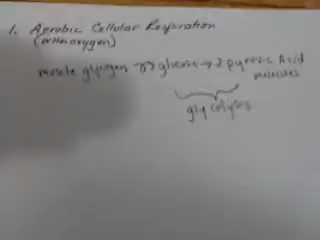 1. Aerobic Cellular Respiration
(with oxygen)
muscle glycogen → glucose → 2 pyruvic Acid
molecules
glycolysis